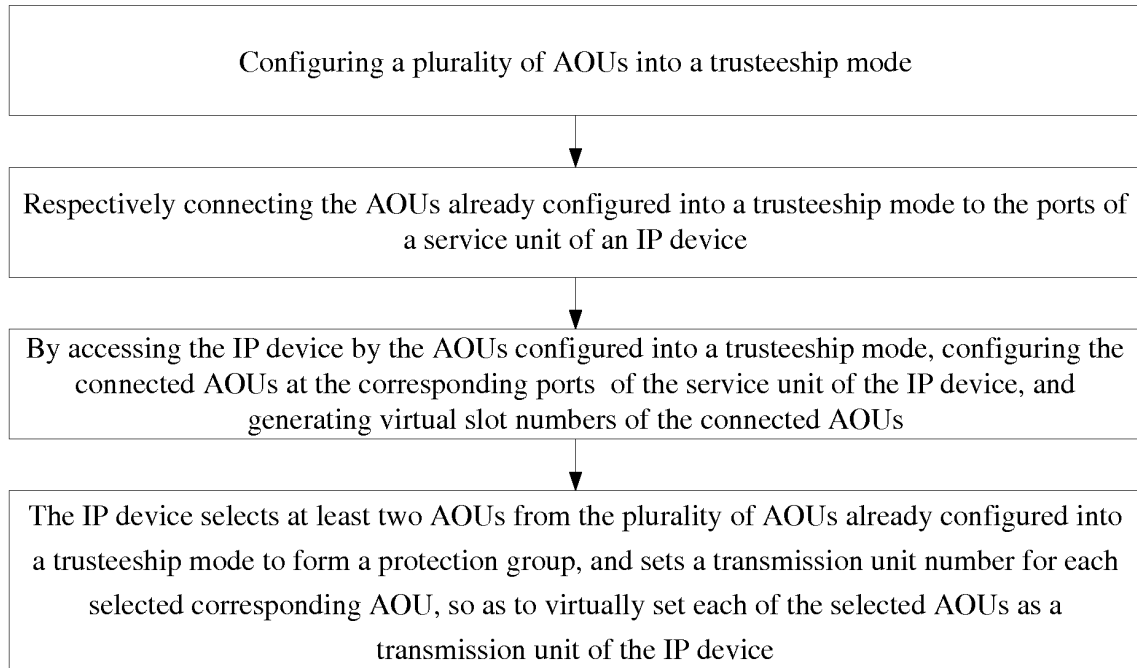 Configuring a plurality of AOUs into a trusteeship mode
Respectively connecting the AOUs already configured into a trusteeship mode to the ports of
a service unit of an IP device
By accessing the IP device by the AOUs configured into a trusteeship mode, configuring the
connected AOUs at the corresponding ports of the service unit of the IP device, and
generating virtual slot numbers of the connected AOUs
The IP device selects at least two AOUs from the plurality of AOUs already configured into
a trusteeship mode to form a protection group, and sets a transmission unit number for each
selected corresponding AOU, so as to virtually set each of the selected AOUs as a
transmission unit of the IP device